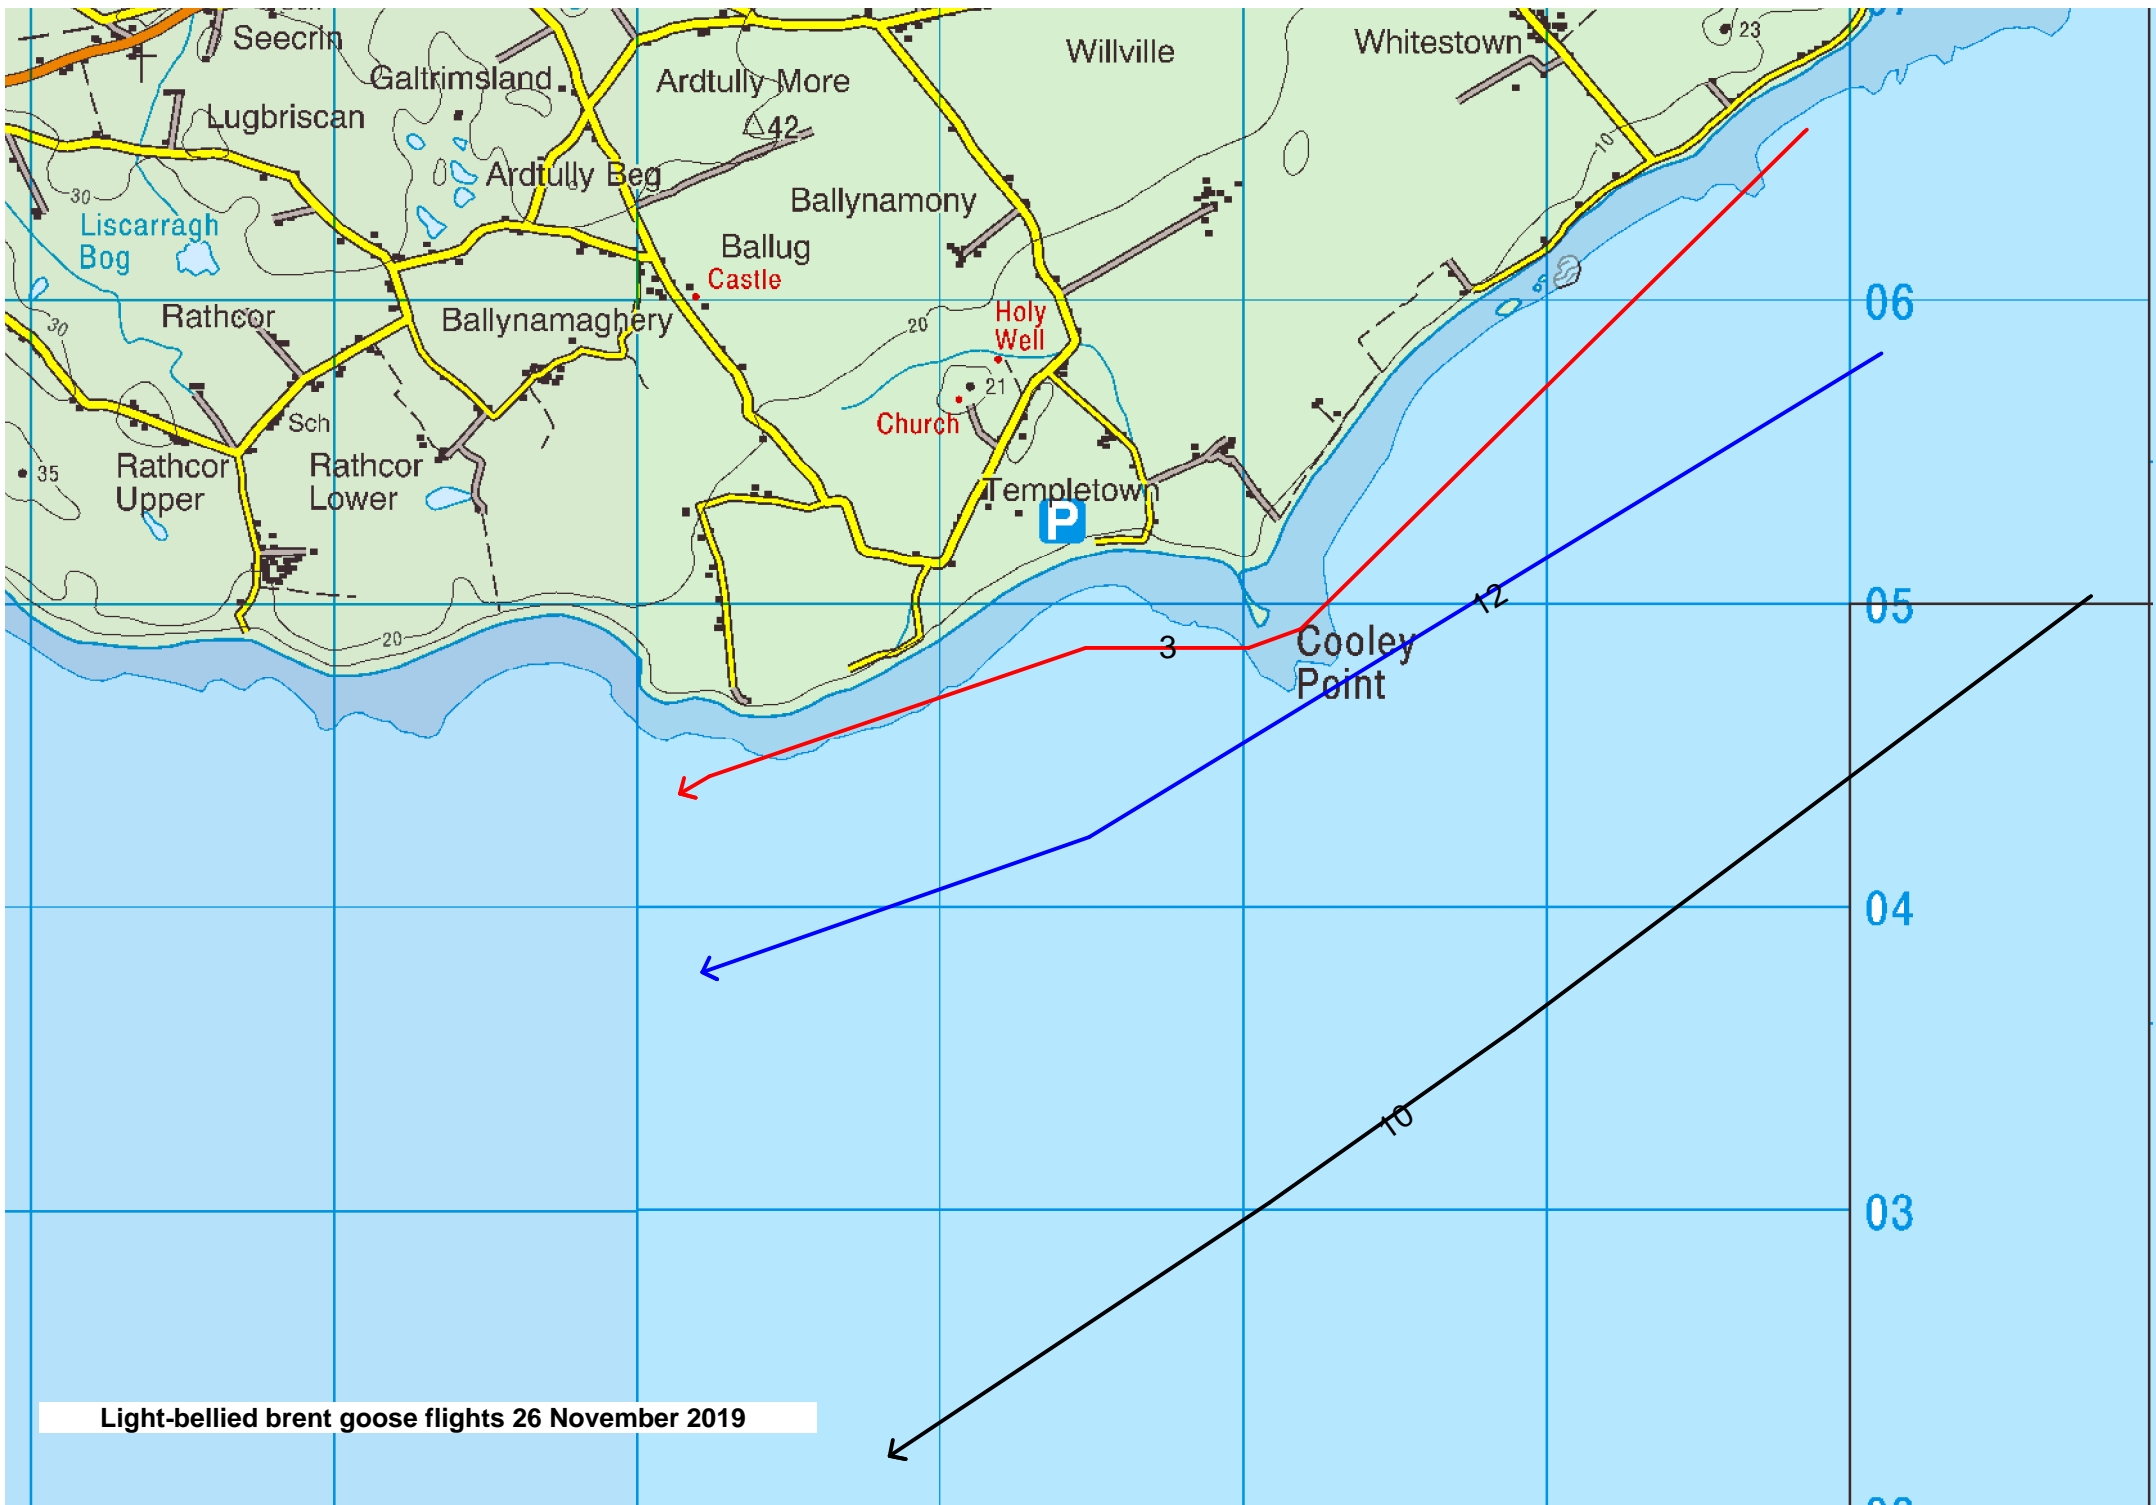 Seecrin
Galtrimsland
Lugbriscan
Ardtully More
42
Willville
Whitestown
23
10
Ardtully Beg
Ballynamony
30
Liscarragh
Bog
Ballug
Castle
06
Rathcor
30
Ballynamaghery
20
Holy
Well
21
Church
Sch
35
Rathcor
Upper
Rathcor
Lower
Templetown
P
12
05
20
3
Cooley
Point
04
10
03
Light-bellied brent goose flights 26 November 2019